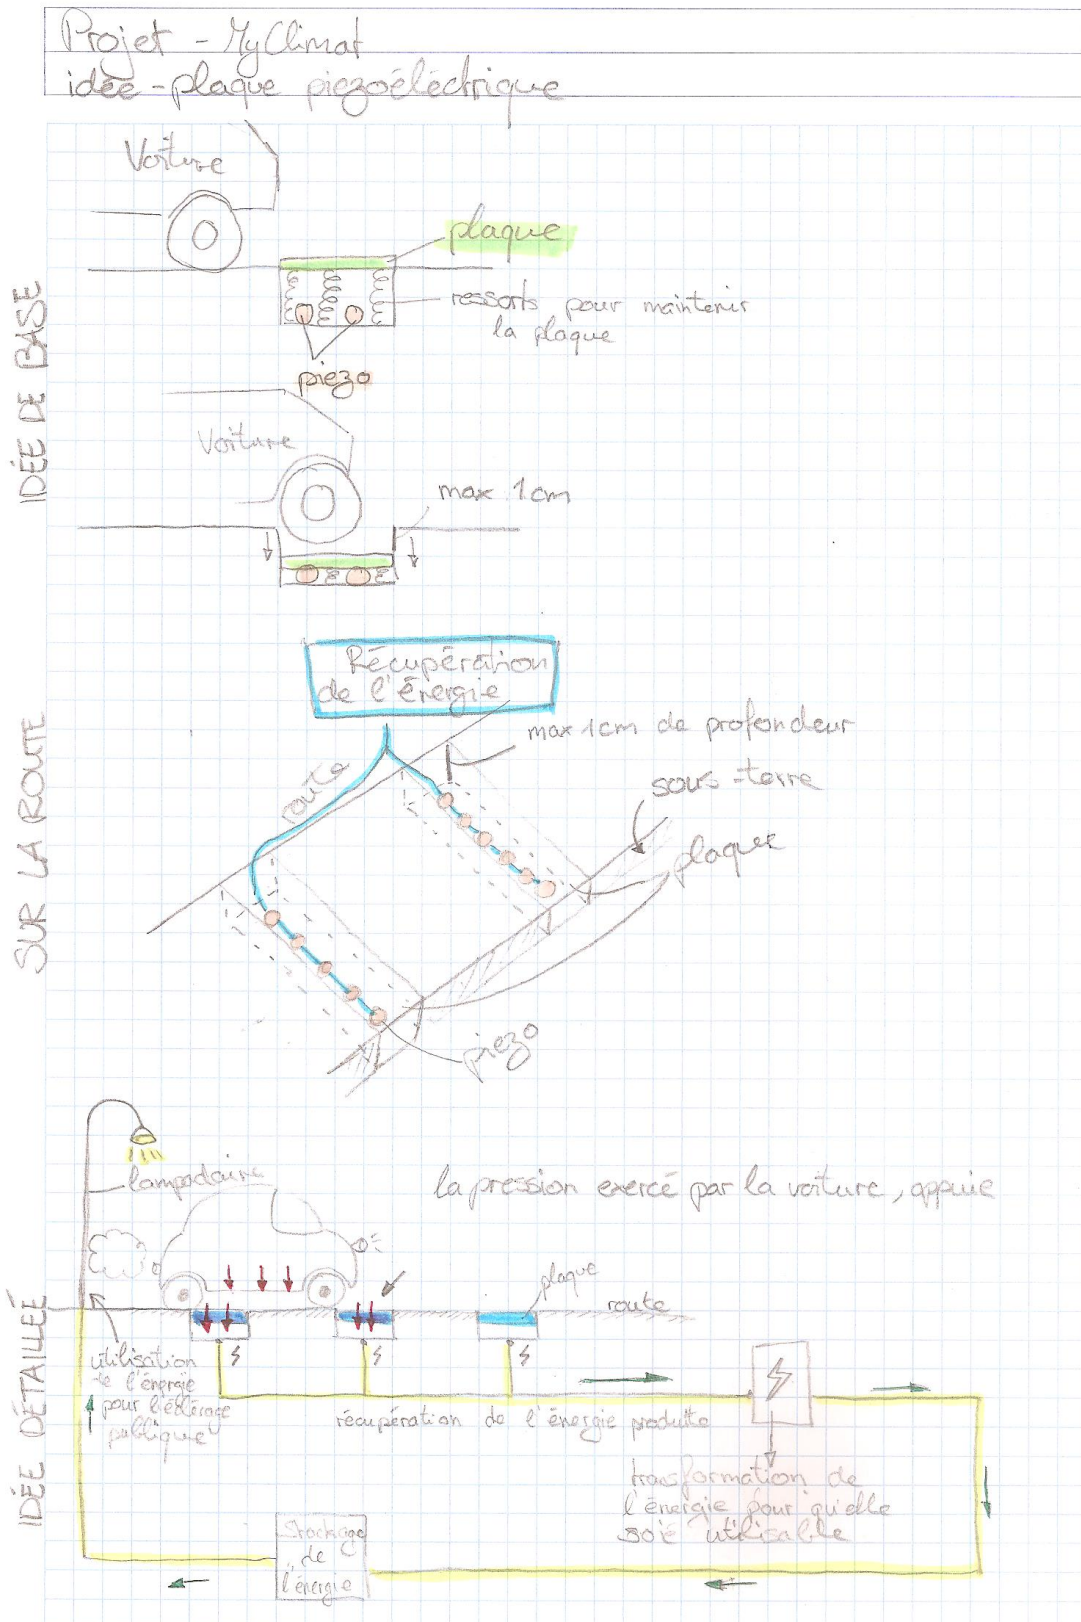 Projet - MyClimat
idée - plaque piezoéléctrique
IDÉE DE BASE
Voiture
plaque
ressorts pour maintenir
la plaque
piezo
Voiture
max 1cm
SUR LA ROUTE
Récupération
de l'énergie
max 1cm de profondeur
route
sous-terre
plaque
piezo
IDÉE DÉTAILLÉE
lampadaire
la pression exercé par la voiture, appuie
plaque
route
utilisation
de l'énergie
pour l'éclérage
publique
récupération de l'énergie produite
transformation de
l'énergie pour qu'elle
soie utilisable
Stockage
de
l'énergie